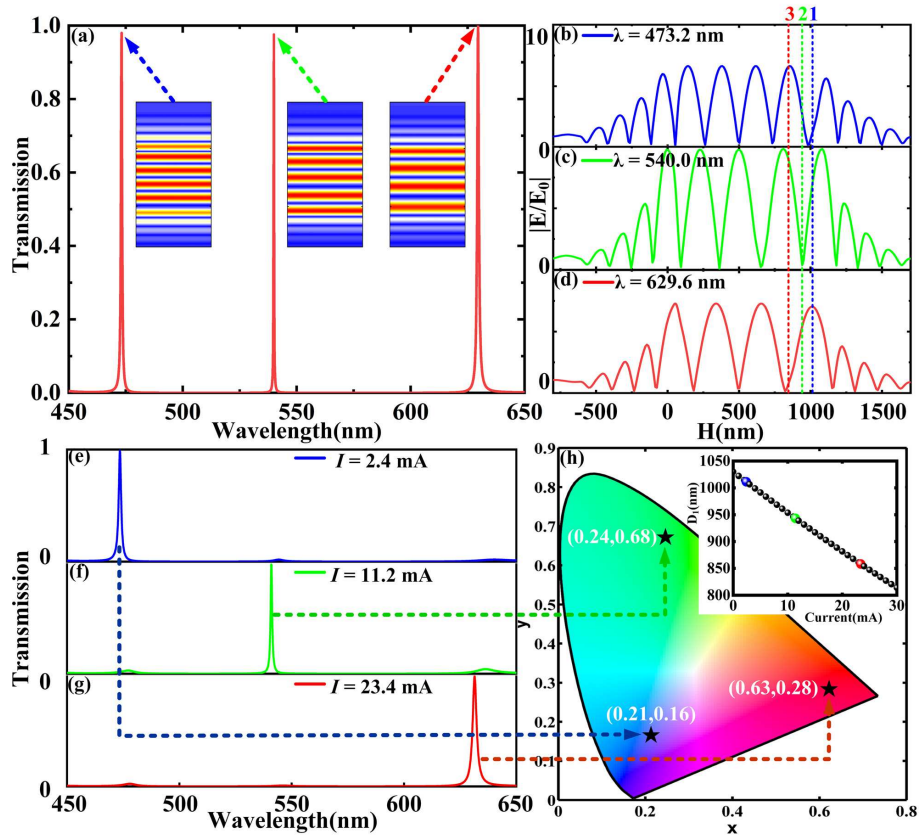 (a)
1.0
0.8
0.6
0.4
0.2
0.0
Transmission
450 500 550 600 650
Wavelength(nm)
3 2 1
(b) λ = 473.2 nm
(c) λ = 540.0 nm
(d) λ = 629.6 nm
10
0
0
0
|E/E₀|
-500 0 500 1000 1500
H(nm)
(e) I = 2.4 mA
(f) I = 11.2 mA
(g) I = 23.4 mA
1
0
0
0
Transmission
450 500 550 600 650
Wavelength(nm)
(h)
0.9
0.8
0.7
0.6
0.5
0.4
0.3
0.2
0.1
0
y
0 0.2 0.4 0.6 0.8
x
(0.24,0.68)
(0.63,0.28)
(0.21,0.16)
1050
1000
950
900
850
800
D₁(nm)
0 10 20 30
Current(mA)